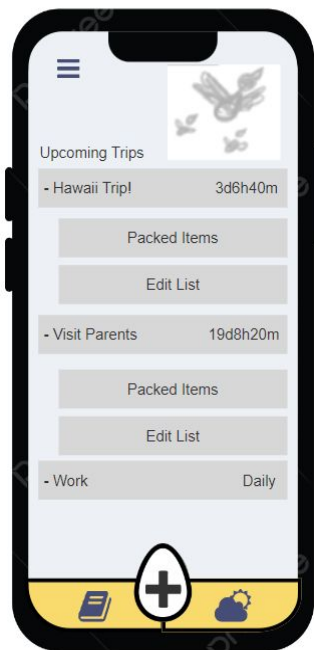 Upcoming Trips
- Hawaii Trip! 3d6h40m
Packed Items
Edit List
- Visit Parents 19d8h20m
Packed Items
Edit List
- Work Daily